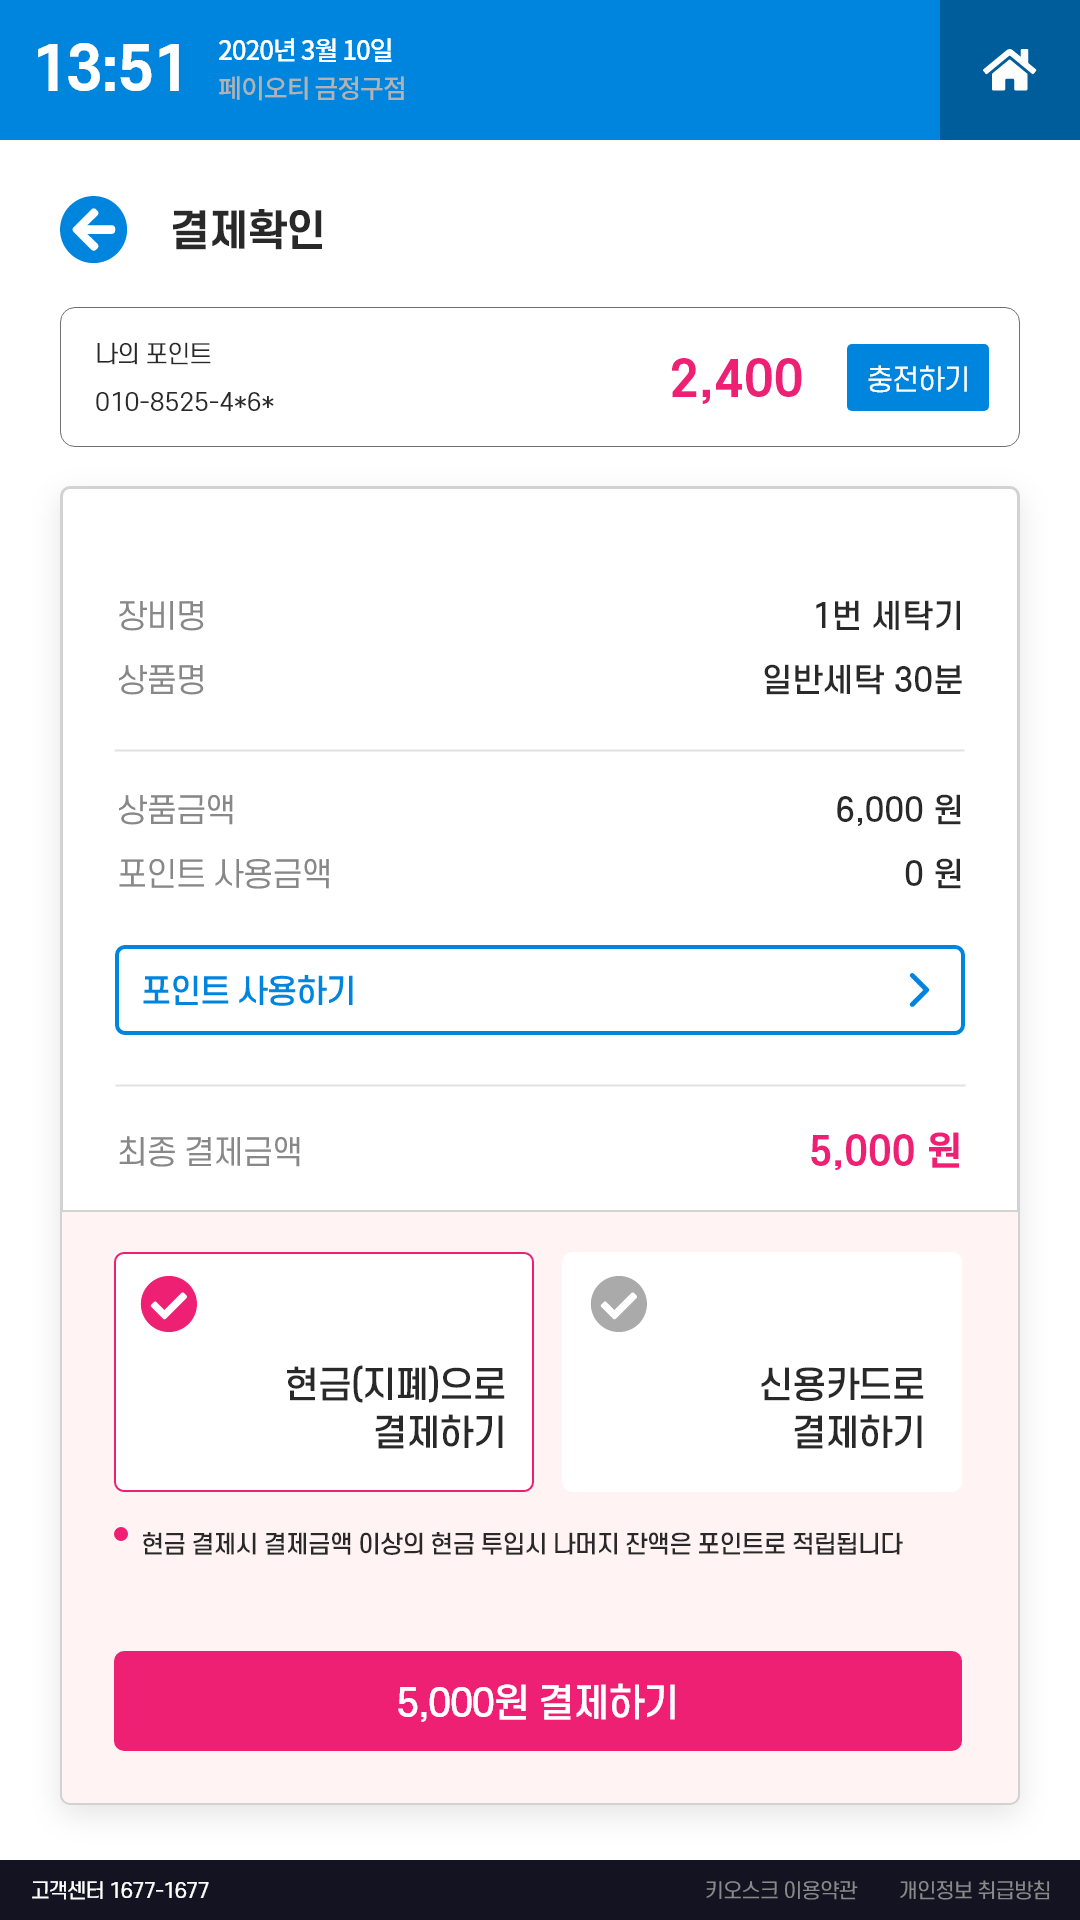 13:51
2020년 3월 10일
페이오티 금정구점
결제확인
나의 포인트
010-8525-4*6*
2,400
충전하기
장비명
1번 세탁기
상품명
일반세탁 30분
상품금액
6,000 원
포인트 사용금액
0 원
포인트 사용하기
최종 결제금액
5,000 원
현금(지폐)으로
결제하기
신용카드로
결제하기
현금 결제시 결제금액 이상의 현금 투입시 나머지 잔액은 포인트로 적립됩니다
5,000원 결제하기
고객센터 1677-1677
키오스크 이용약관
개인정보 취급방침